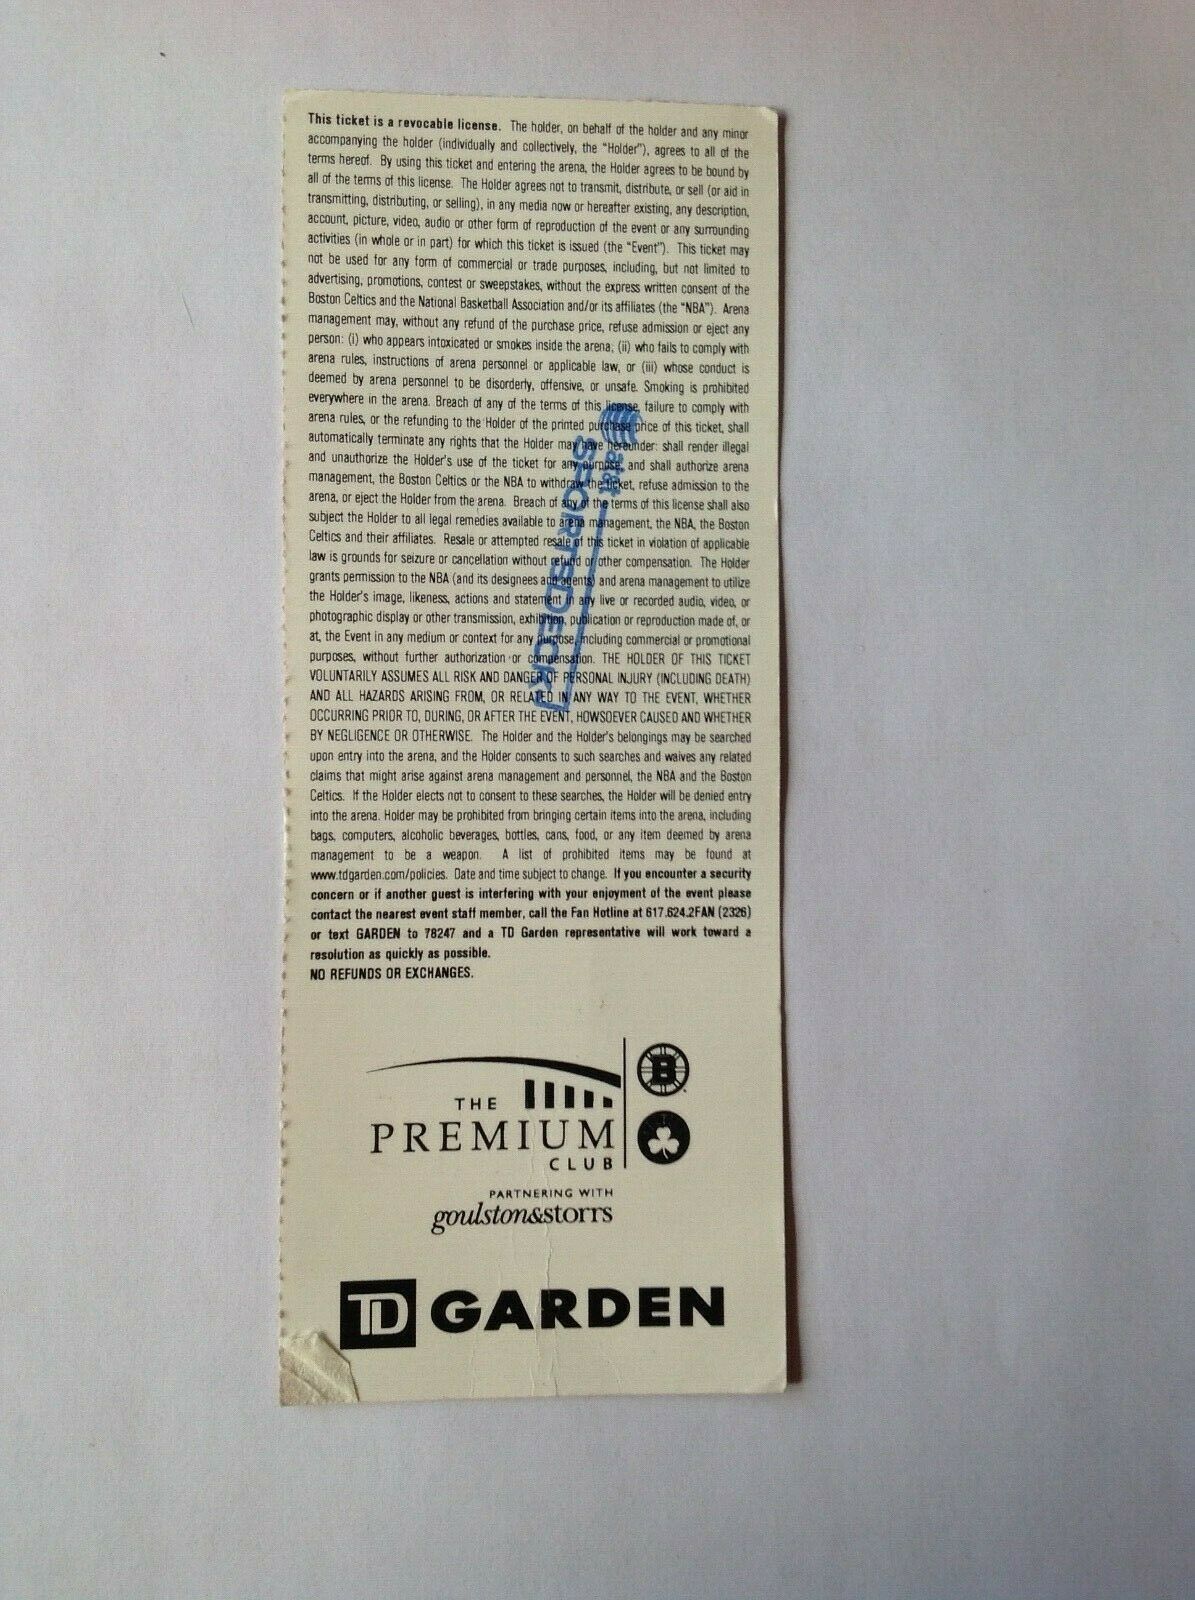 This ticket is a revocable license. The holder, on behalf of the holder and any minor
accompanying the holder (individually and collectively, the "Holder"), agrees to all of the
terms hereof. By using this ticket and entering the arena, the Holder agrees to be bound by
all of the terms of this license. The Holder agrees not to transmit, distribute, or sell (or aid in
transmitting, distributing, or selling), in any media now or hereafter existing, any description,
account, picture, video, audio or other form of reproduction of the event or any surrounding
activities (in whole or in part) for which this ticket is issued (the "Event"). This ticket may
not be used for any form of commercial or trade purposes, including, but not limited to
advertising, promotions, contest or sweepstakes, without the express written consent of the
Boston Celtics and the National Basketball Association and/or its affiliates (the "NBA"). Arena
management may, without any refund of the purchase price, refuse admission or eject any
person: (i) who appears intoxicated or smokes inside the arena; (ii) who fails to comply with
arena rules, instructions of arena personnel or applicable law, or (iii) whose conduct is
deemed by arena personnel to be disorderly, offensive, or unsafe. Smoking is prohibited
everywhere in the arena. Breach of any of the terms of this license, failure to comply with
arena rules, or the refunding to the Holder of the printed purchase price of this ticket, shall
automatically terminate any rights that the Holder may have hereunder: shall render illegal
and unauthorize the Holder's use of the ticket for any purpose; and shall authorize arena
management, the Boston Celtics or the NBA to withdraw the ticket, refuse admission to the
arena, or eject the Holder from the arena. Breach of any of the terms of this license shall also
subject the Holder to all legal remedies available to arena management, the NBA, the Boston
Celtics and their affiliates. Resale or attempted resale of this ticket in violation of applicable
law is grounds for seizure or cancellation without refund or other compensation. The Holder
grants permission to the NBA (and its designees and agents) and arena management to utilize
the Holder's image, likeness, actions and statement in any live or recorded audio, video, or
photographic display or other transmission, exhibition, publication or reproduction made of, or
at, the Event in any medium or context for any purpose, including commercial or promotional
purposes, without further authorization or compensation. THE HOLDER OF THIS TICKET
VOLUNTARILY ASSUMES ALL RISK AND DANGER OF PERSONAL INJURY (INCLUDING DEATH)
AND ALL HAZARDS ARISING FROM, OR RELATED IN ANY WAY TO THE EVENT, WHETHER
OCCURRING PRIOR TO, DURING, OR AFTER THE EVENT, HOWSOEVER CAUSED AND WHETHER
BY NEGLIGENCE OR OTHERWISE. The Holder and the Holder's belongings may be searched
upon entry into the arena, and the Holder consents to such searches and waives any related
claims that might arise against arena management and personnel, the NBA and the Boston
Celtics. If the Holder elects not to consent to these searches, the Holder will be denied entry
into the arena. Holder may be prohibited from bringing certain items into the arena, including
bags, computers, alcoholic beverages, bottles, cans, food, or any item deemed by arena
management to be a weapon. A list of prohibited items may be found at
www.tdgarden.com/policies. Date and time subject to change. If you encounter a security
concern or if another guest is interfering with your enjoyment of the event please
contact the nearest event staff member, call the Fan Hotline at 617.624.2FAN (2326)
or text GARDEN to 78247 and a TD Garden representative will work toward a
resolution as quickly as possible.
NO REFUNDS OR EXCHANGES.
at&t
SPORTSDECK
THE
PREMIUM
CLUB
B
PARTNERING WITH
goulston&storrs
TD GARDEN